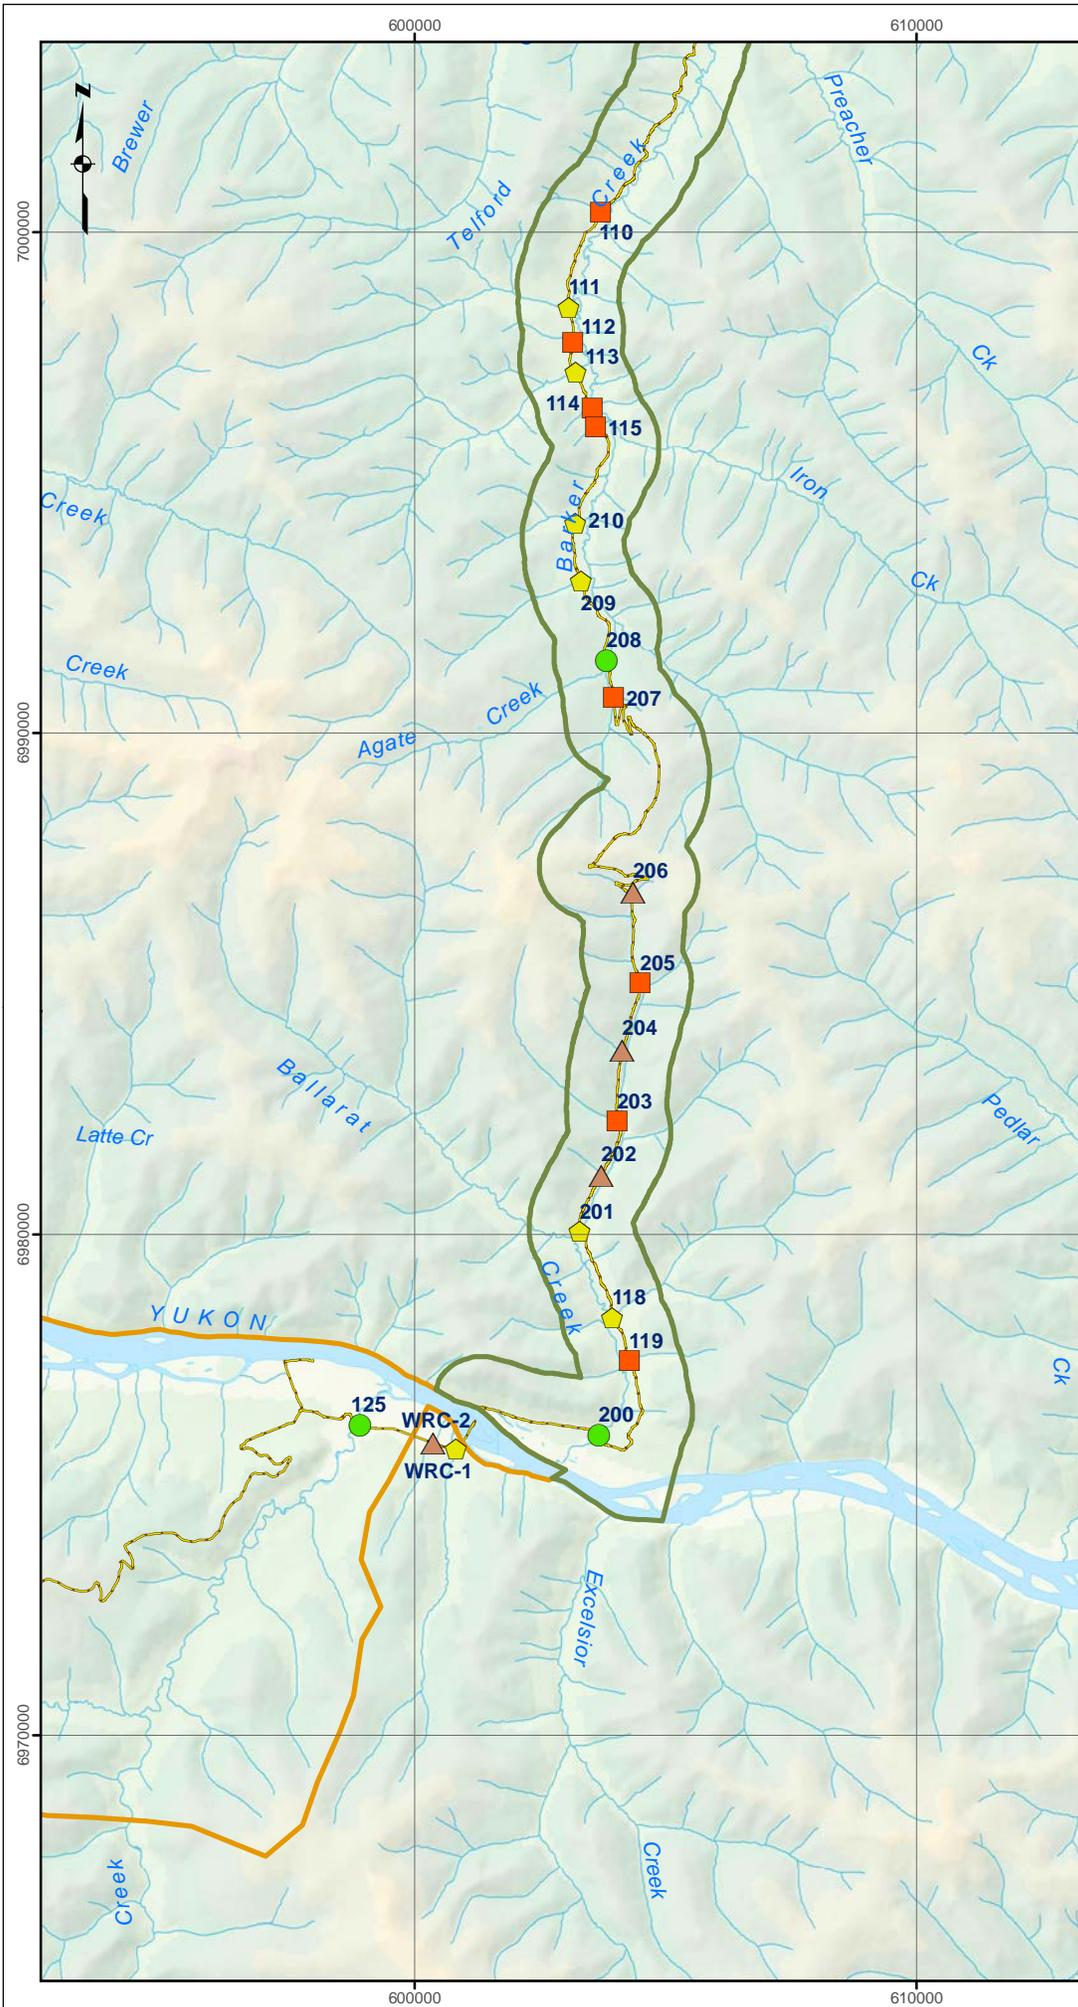 600000
610000
N
Brewer
Preacher
Creek
Telford
7000000
110
111
112
Ck
113
114
115
Iron
Creek
Barker
210
Ck
209
208
Creek
Creek
207
Agate
6990000
206
205
204
Ballarat
203
Pedlar
Latte Cr
202
201
6980000
Creek
118
YUKON
119
Ck
125
WRC-2
200
WRC-1
Excelsior
6970000
Creek
Creek
600000
610000